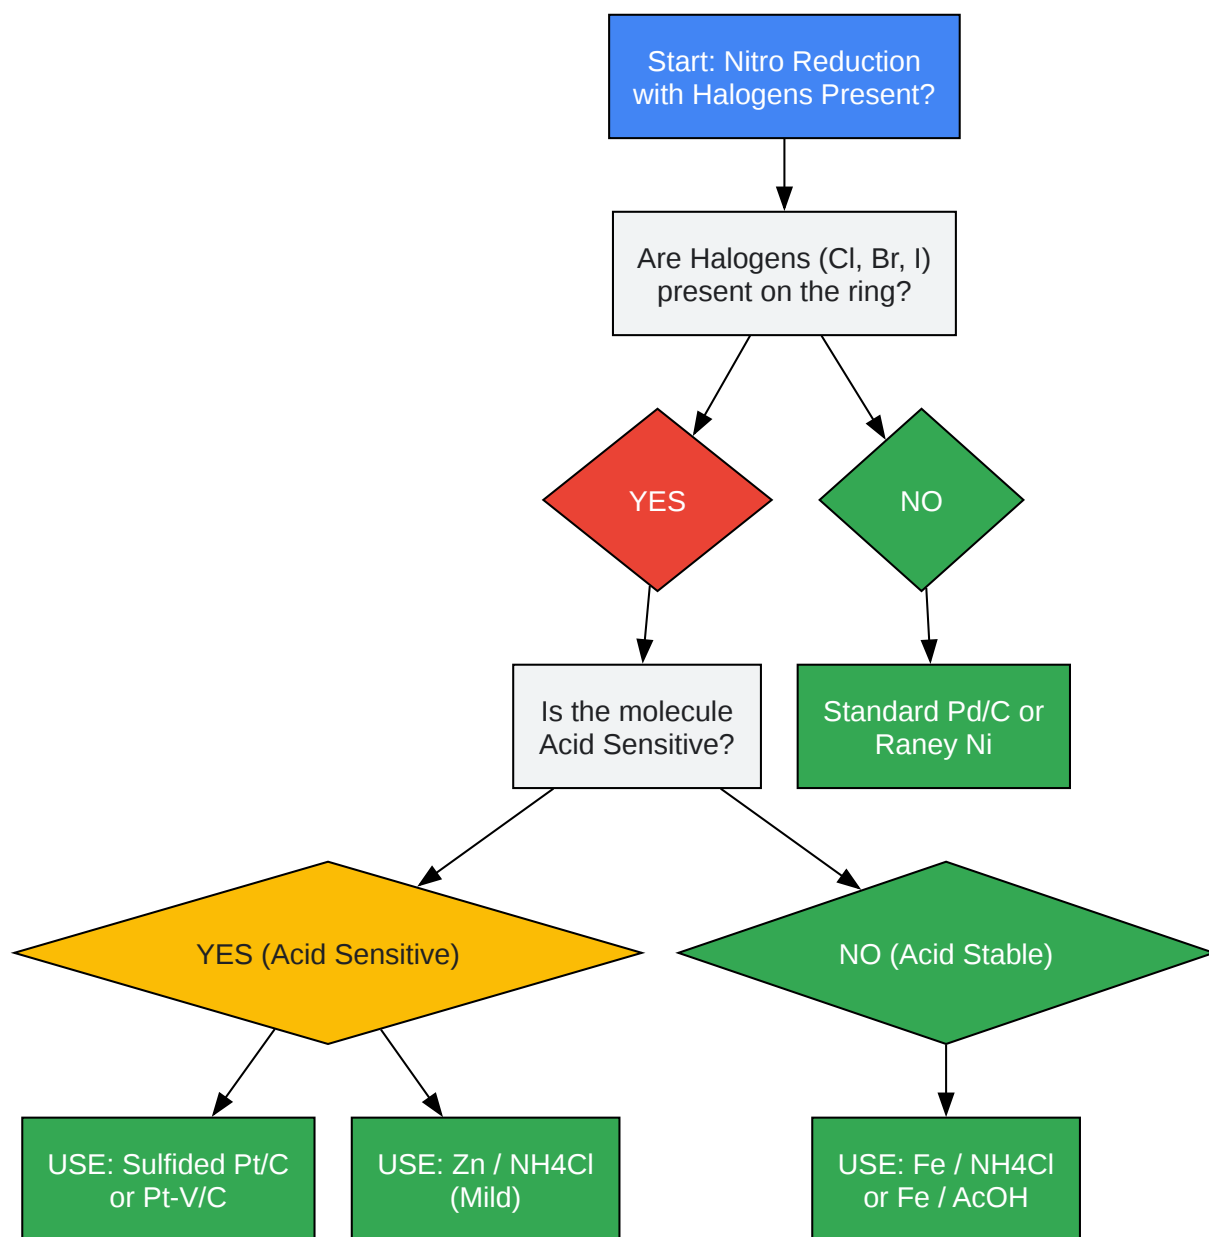 Start: Nitro Reduction
with Halogens Present?
Are Halogens (Cl, Br, I)
present on the ring?
YES
NO
Is the molecule
Acid Sensitive?
Standard Pd/C or
Raney Ni
YES (Acid Sensitive)
NO (Acid Stable)
USE: Sulfided Pt/C
or Pt-V/C
USE: Zn / NH4Cl
(Mild)
USE: Fe / NH4Cl
or Fe / AcOH